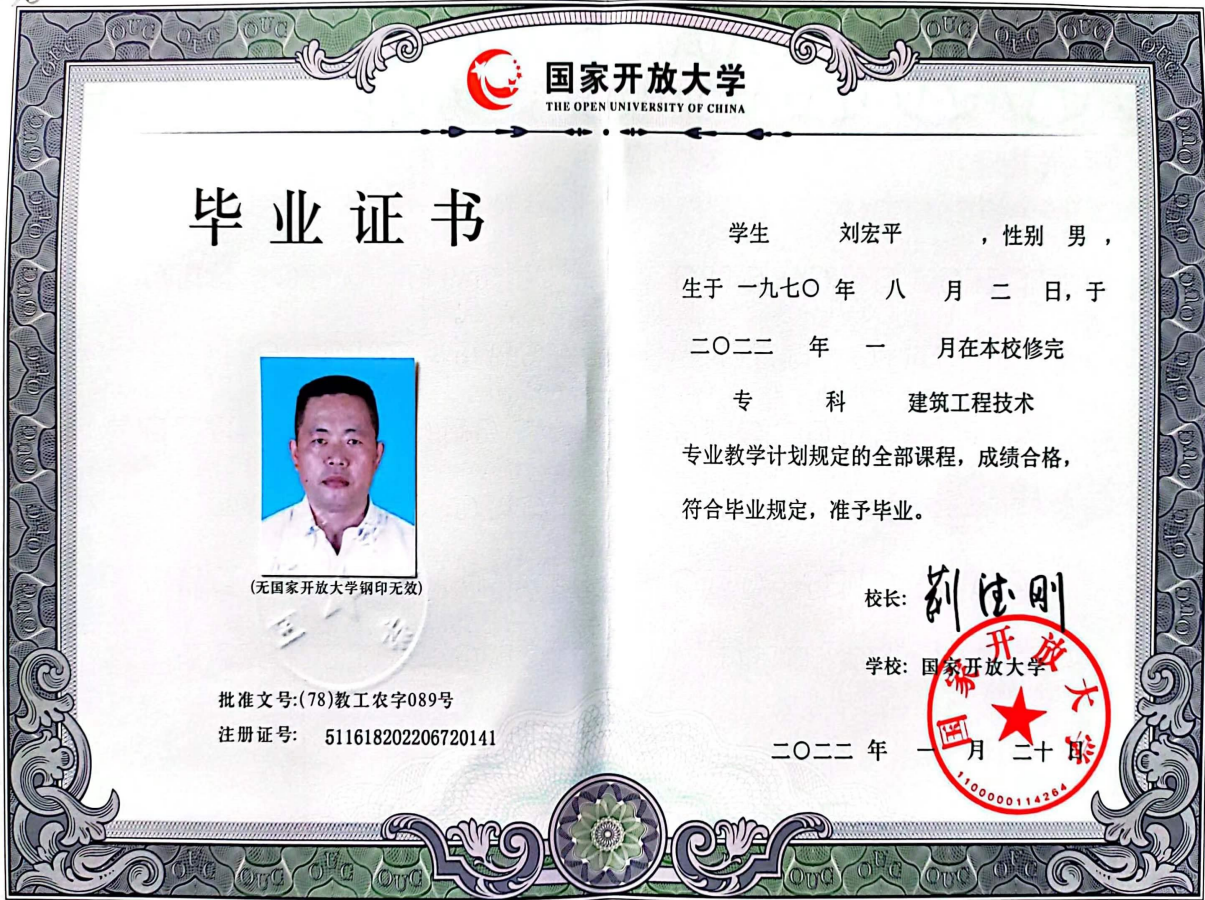 国家开放大学
THE OPEN UNIVERSITY OF CHINA
毕业证书
(无国家开放大学钢印无效)
批准文号:(78)教工农字089号
注册证号: 511618202206720141
学生 刘宏平 ，性别 男 ，
生于 一九七〇 年 八 月 二 日，于
二〇二二 年 一 月在本校修完
专 科 建筑工程技术
专业教学计划规定的全部课程，成绩合格，
符合毕业规定，准予毕业。
校长: 荆德刚
学校: 国家开放大学
二〇二二 年 一 月 二十 日
国家开放大学
1100000114264